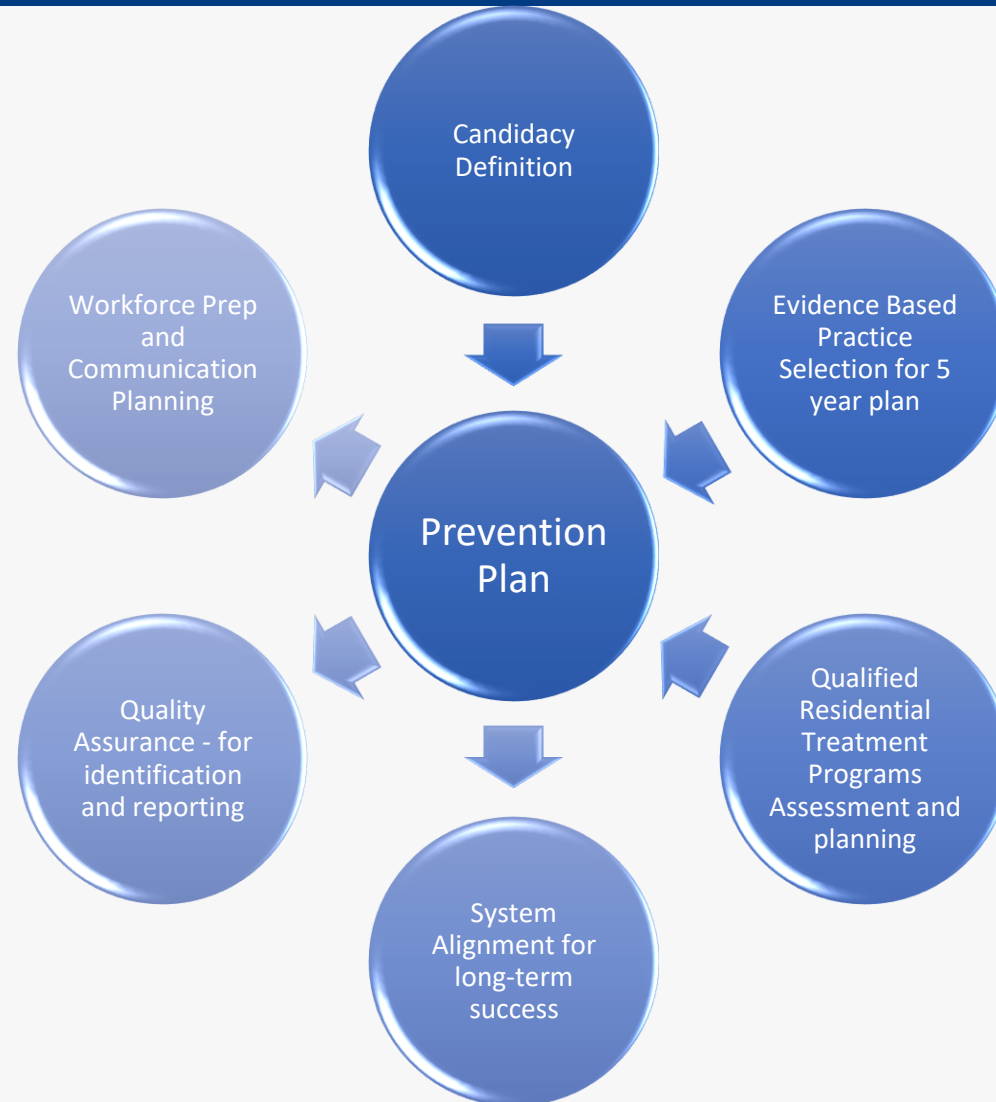 Candidacy
Definition
Evidence Based
Practice
Selection for 5
year plan
Qualified
Residential
Treatment
Programs
Assessment and
planning
System
Alignment for
long-term
success
Quality
Assurance - for
identification
and reporting
Workforce Prep
and
Communication
Planning
Prevention
Plan